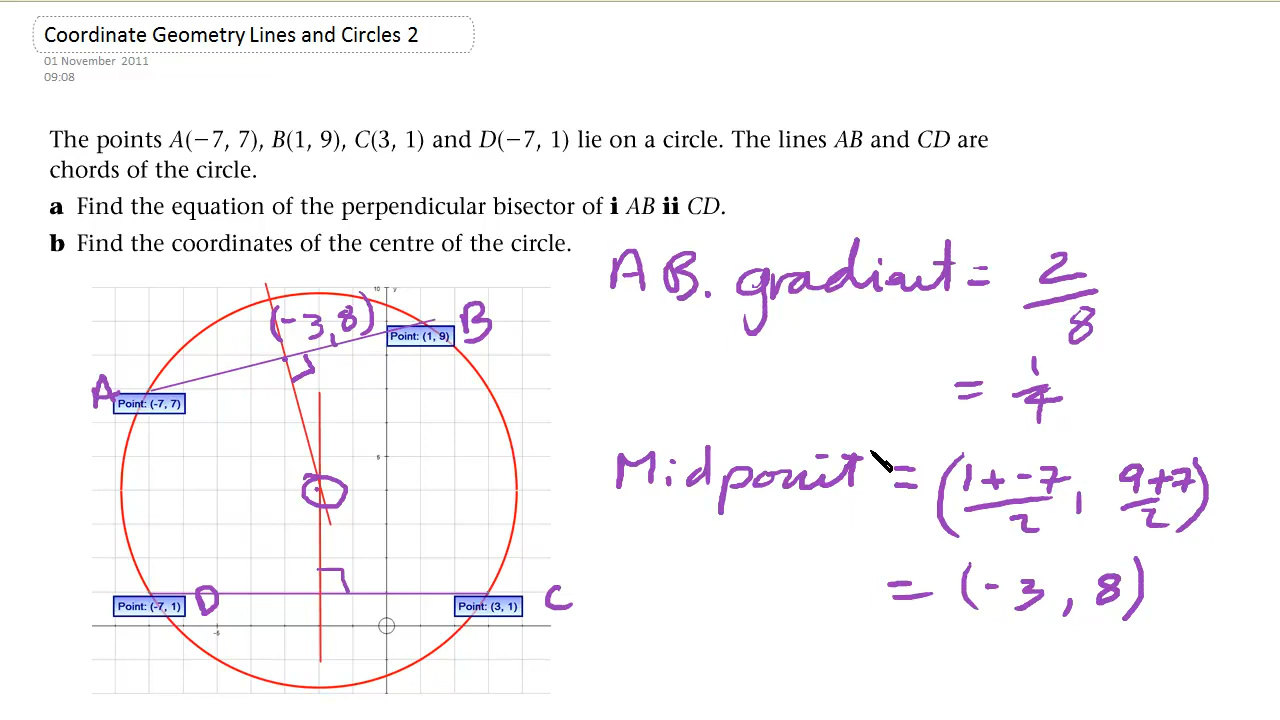 Coordinate Geometry Lines and Circles 2
01 November 2011
09:08
The points A(−7, 7), B(1, 9), C(3, 1) and D(−7, 1) lie on a circle. The lines AB and CD are
chords of the circle.
a Find the equation of the perpendicular bisector of i AB ii CD.
b Find the coordinates of the centre of the circle.
AB. gradient = 2/8
= 1/4
Midpoint = (1+-7/2, 9+7/2)
= (-3, 8)
10 y
(-3,8)
B
Point: (1, 9)
A
Point: (-7, 7)
5
Point: (-7, 1)
D
Point: (3, 1)
C
-5